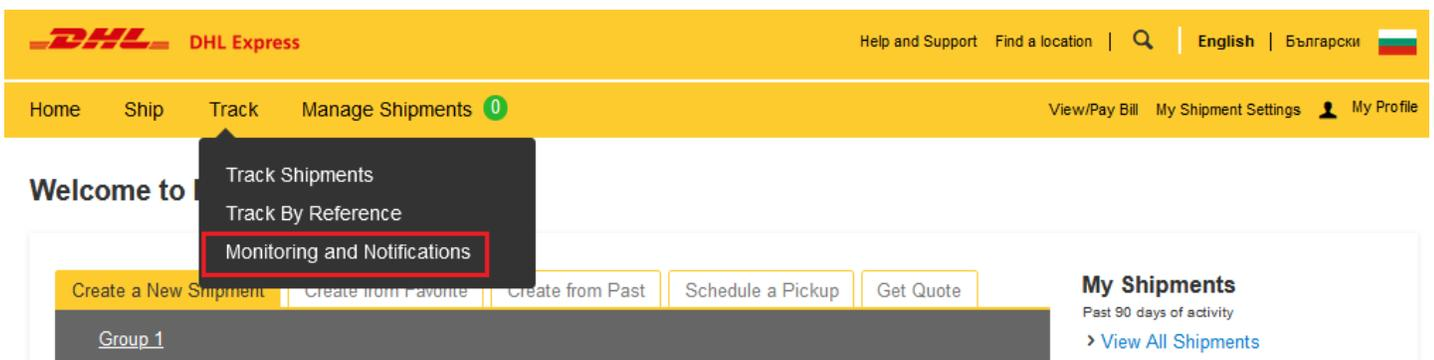 DHL DHL Express Help and Support Find a location | English | Български
Home Ship Track Manage Shipments 0 View/Pay Bill My Shipment Settings My Profile
Track Shipments
Welcome to
Track By Reference
Monitoring and Notifications
Create a New Shipment Create from Favorite Create from Past Schedule a Pickup Get Quote My Shipments
Past 90 days of activity
Group 1 > View All Shipments